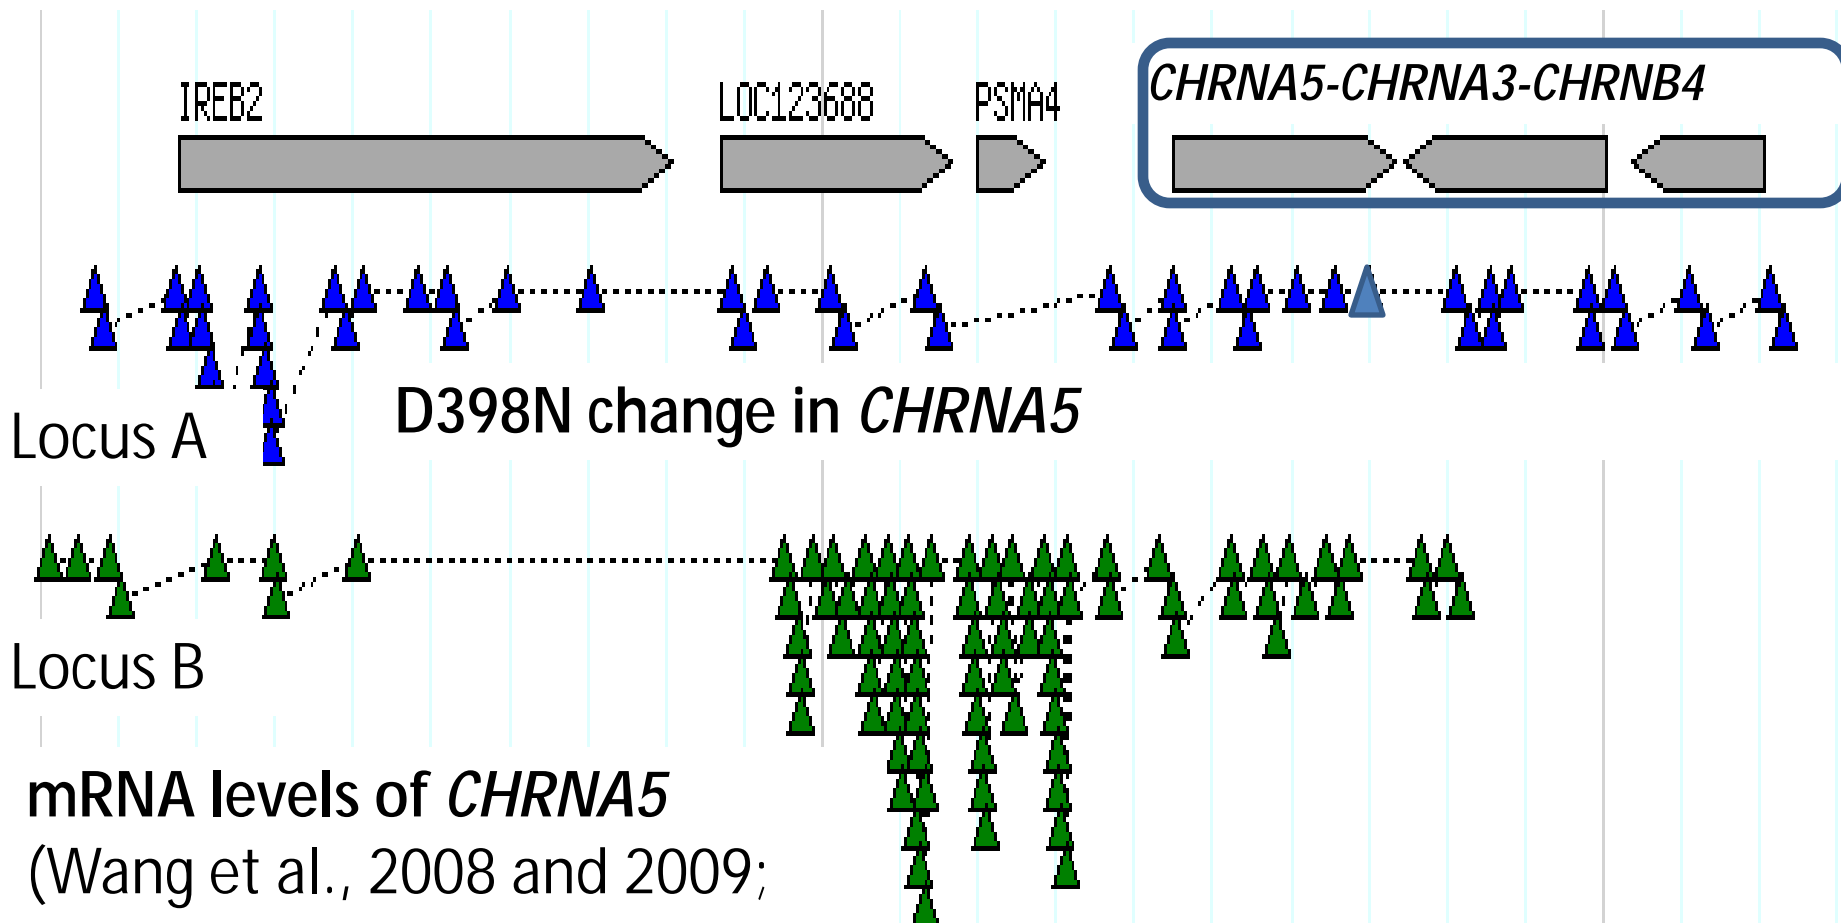 IREB2
LOC123688
PSMA4
CHRNA5-CHRNA3-CHRNB4
Locus A
D398N change in CHRNA5
Locus B
mRNA levels of CHRNA5
(Wang et al., 2008 and 2009;